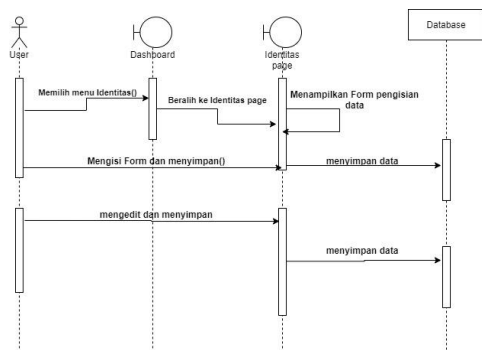 User
Dashboard
Identitas
page
Database
Memilih menu Identitas()
Beralih ke Identitas page
Menampilkan Form pengisian
data
Mengisi Form dan menyimpan()
menyimpan data
mengedit dan menyimpan
menyimpan data